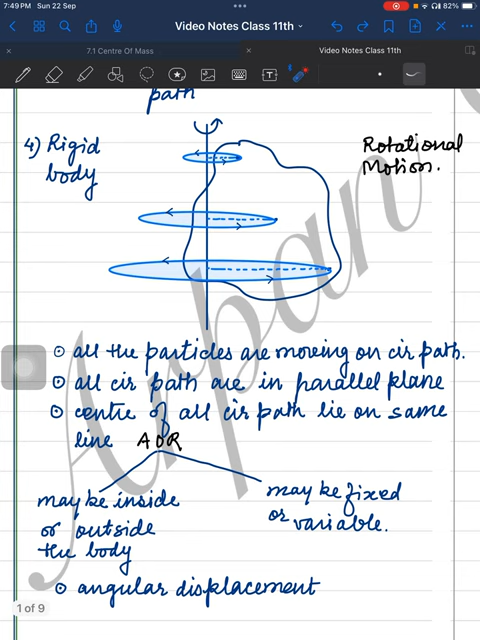 7:49 PM Sun 22 Sep
82%
Video Notes Class 11th
7.1 Centre Of Mass
Video Notes Class 11th
path
4) Rigid
body
Rotational
Motion.
Arpan
all the particles are moving on cir path.
all cir path are in parallel plane
centre of all cir path lie on same
line AOR
may be inside
or outside
the body
may be fixed
or variable.
angular displacement
1 of 9